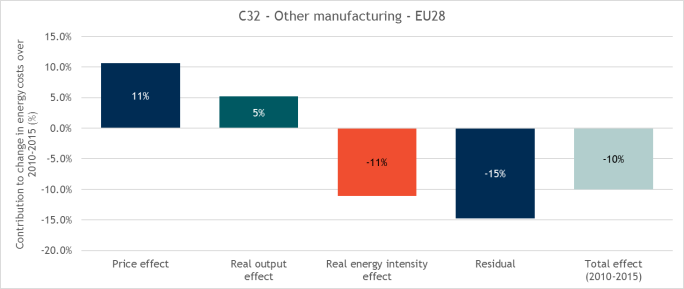 C32 - Other manufacturing - EU28
Contribution to change in energy costs over
2010-2015 (%)
15.0%
10.0%
5.0%
0.0%
-5.0%
-10.0%
-15.0%
-20.0%
11%
5%
-11%
-15%
-10%
Price effect
Real output
effect
Real energy intensity
effect
Residual
Total effect
(2010-2015)